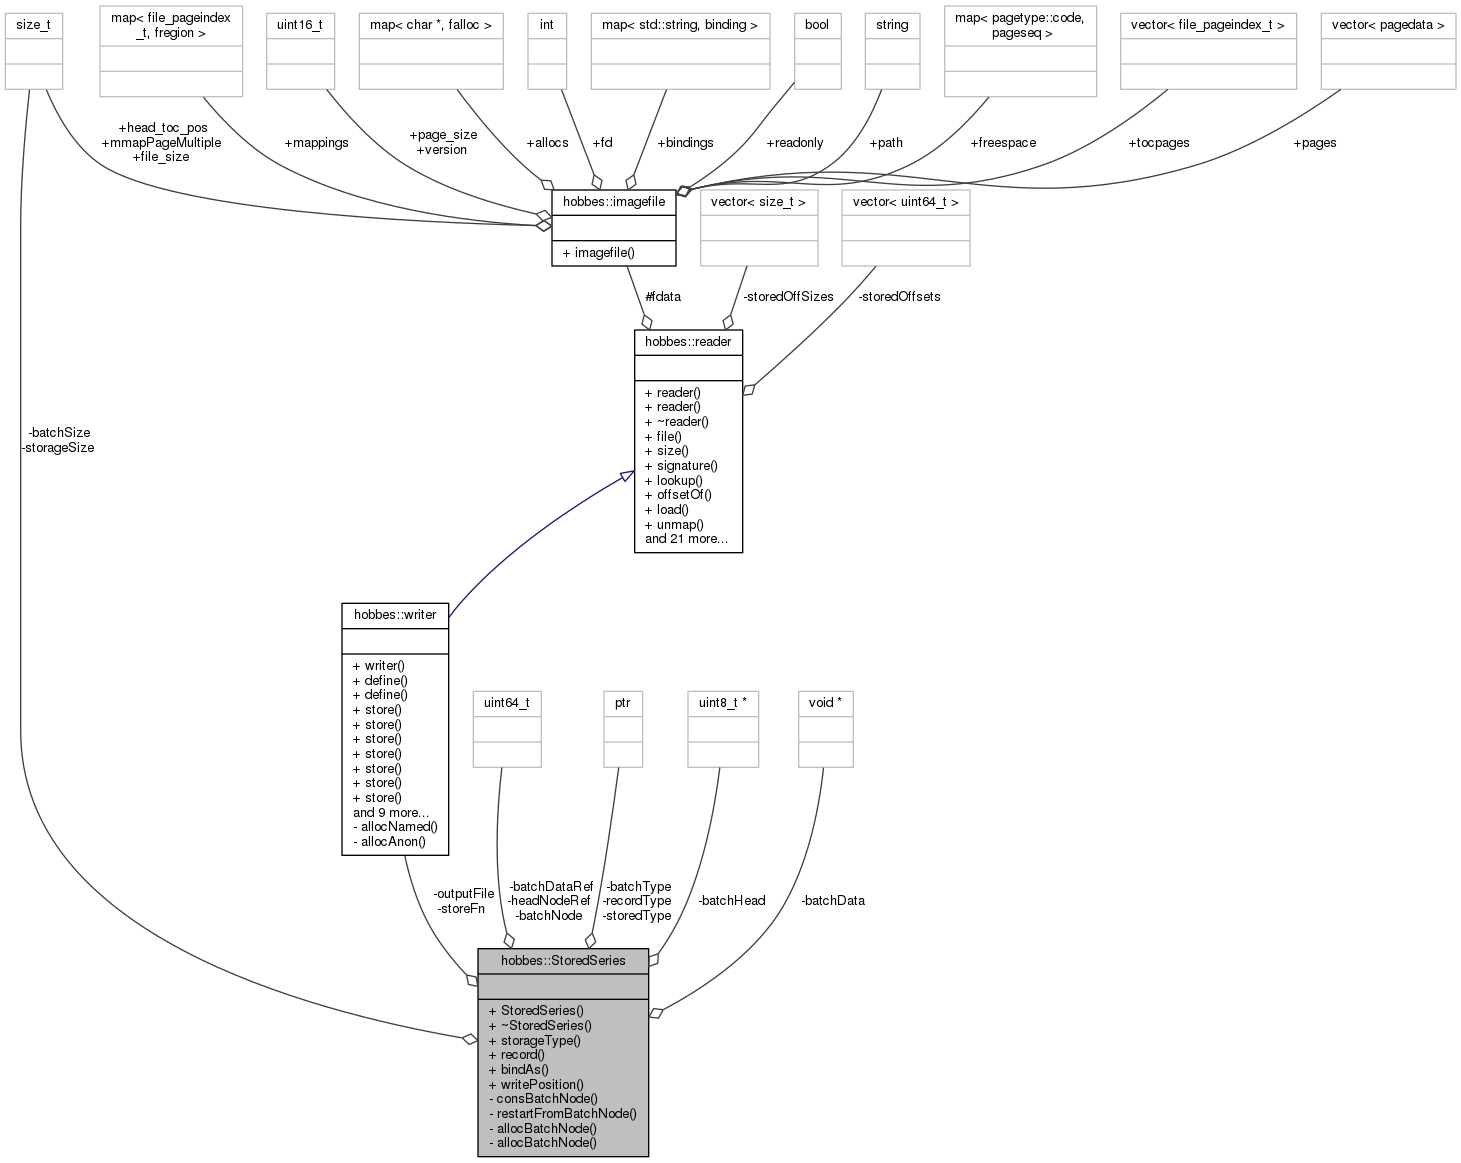 size_t
map< file_pageindex
_t, fregion >
uint16_t
map< char *, falloc >
int
map< std::string, binding >
bool
string
map< pagetype::code,
pageseq >
vector< file_pageindex_t >
vector< pagedata >
+head_toc_pos
+mmapPageMultiple
+file_size
+mappings
+page_size
+version
+allocs
+fd
+bindings
+readonly
+path
+freespace
+tocpages
+pages
hobbes::imagefile
+ imagefile()
vector< size_t >
vector< uint64_t >
#fdata
-storedOffSizes
-storedOffsets
hobbes::reader
+ reader()
+ reader()
+ ~reader()
+ file()
+ size()
+ signature()
+ lookup()
+ offsetOf()
+ load()
+ unmap()
and 21 more...
-batchSize
-storageSize
hobbes::writer
+ writer()
+ define()
+ define()
+ store()
+ store()
+ store()
+ store()
+ store()
+ store()
+ store()
and 9 more...
- allocNamed()
- allocAnon()
uint64_t
ptr
uint8_t *
void *
-outputFile
-storeFn
-batchDataRef
-headNodeRef
-batchNode
-batchType
-recordType
-storedType
-batchHead
-batchData
hobbes::StoredSeries
+ StoredSeries()
+ ~StoredSeries()
+ storageType()
+ record()
+ bindAs()
+ writePosition()
- consBatchNode()
- restartFromBatchNode()
- allocBatchNode()
- allocBatchNode()